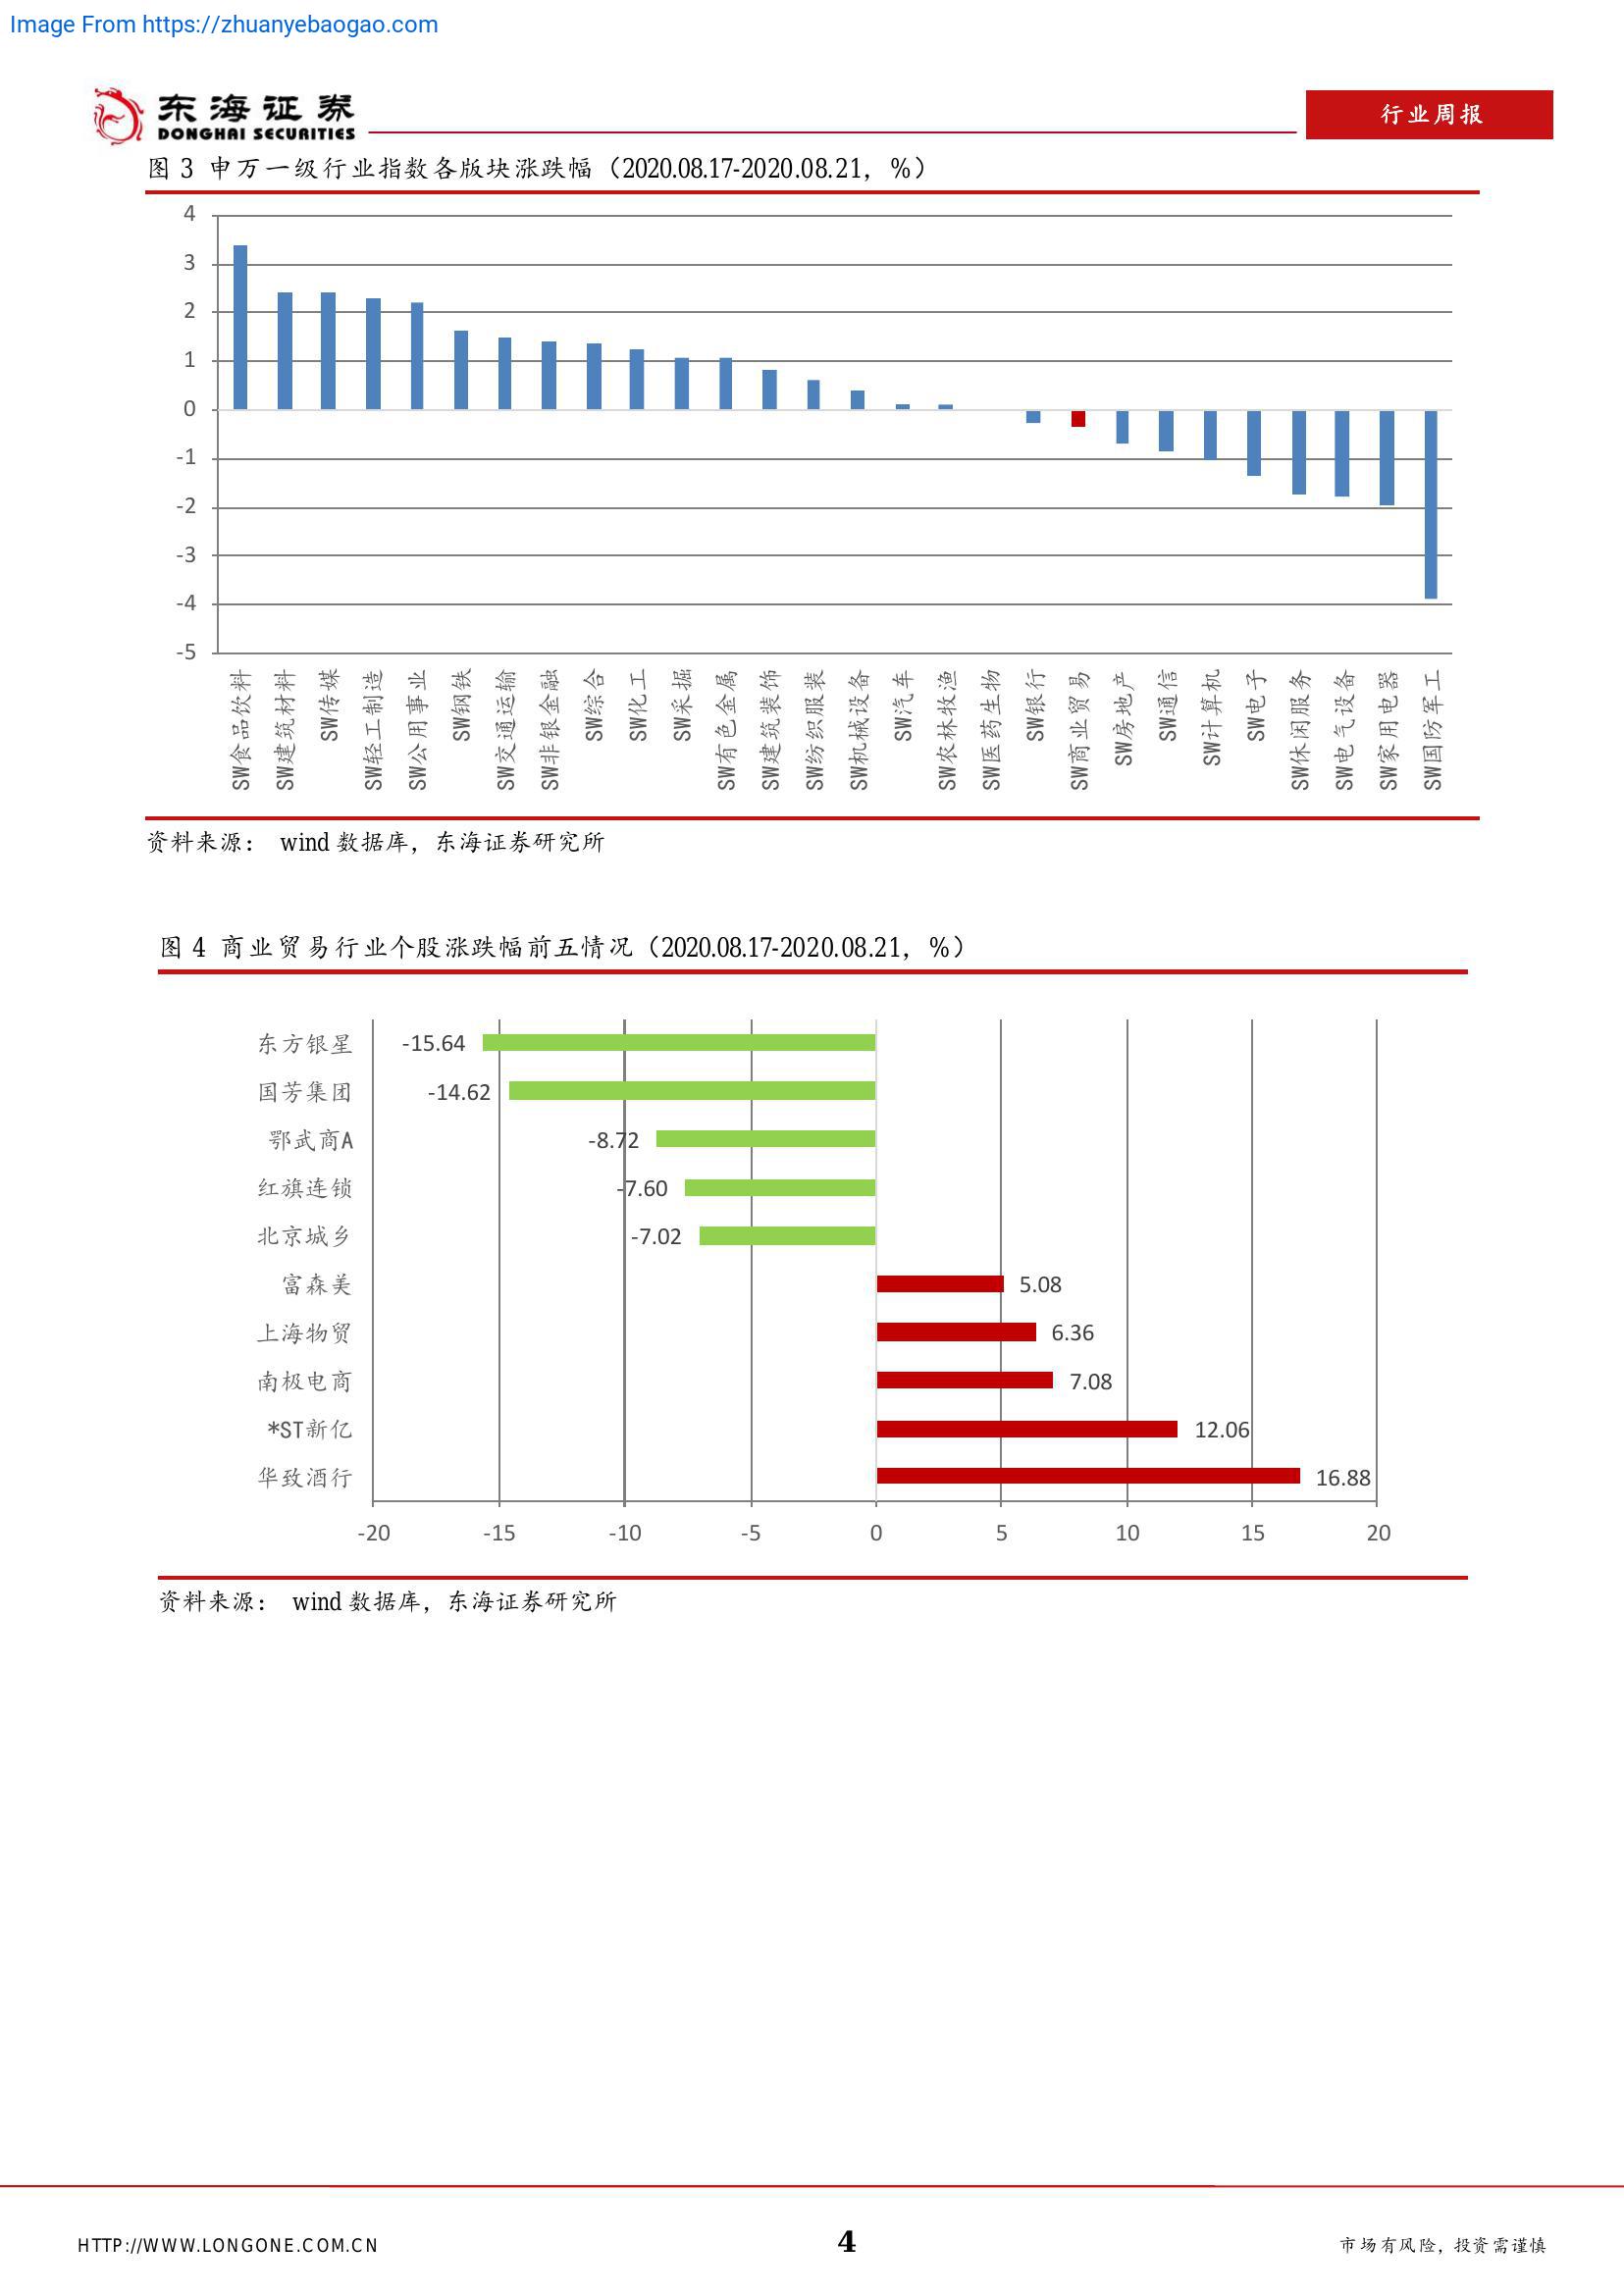 Image From https://zhuanyebaogao.com
东海证券
DONGHAI SECURITIES
行业周报
图 3 申万一级行业指数各版块涨跌幅（2020.08.17-2020.08.21，%）
4
3
2
1
0
-1
-2
-3
-4
-5
SW食品饮料
SW建筑材料
SW传媒
SW轻工制造
SW公用事业
SW钢铁
SW交通运输
SW非银金融
SW综合
SW化工
SW采掘
SW有色金属
SW建筑装饰
SW纺织服装
SW机械设备
SW汽车
SW农林牧渔
SW医药生物
SW银行
SW商业贸易
SW房地产
SW通信
SW计算机
SW电子
SW休闲服务
SW电气设备
SW家用电器
SW国防军工
资料来源： wind 数据库，东海证券研究所
图 4 商业贸易行业个股涨跌幅前五情况（2020.08.17-2020.08.21，%）
东方银星 -15.64
国芳集团 -14.62
鄂武商A -8.72
红旗连锁 -7.60
北京城乡 -7.02
富森美 5.08
上海物贸 6.36
南极电商 7.08
*ST新亿 12.06
华致酒行 16.88
-20 -15 -10 -5 0 5 10 15 20
资料来源： wind 数据库，东海证券研究所
HTTP://WWW.LONGONE.COM.CN 4 市场有风险，投资需谨慎